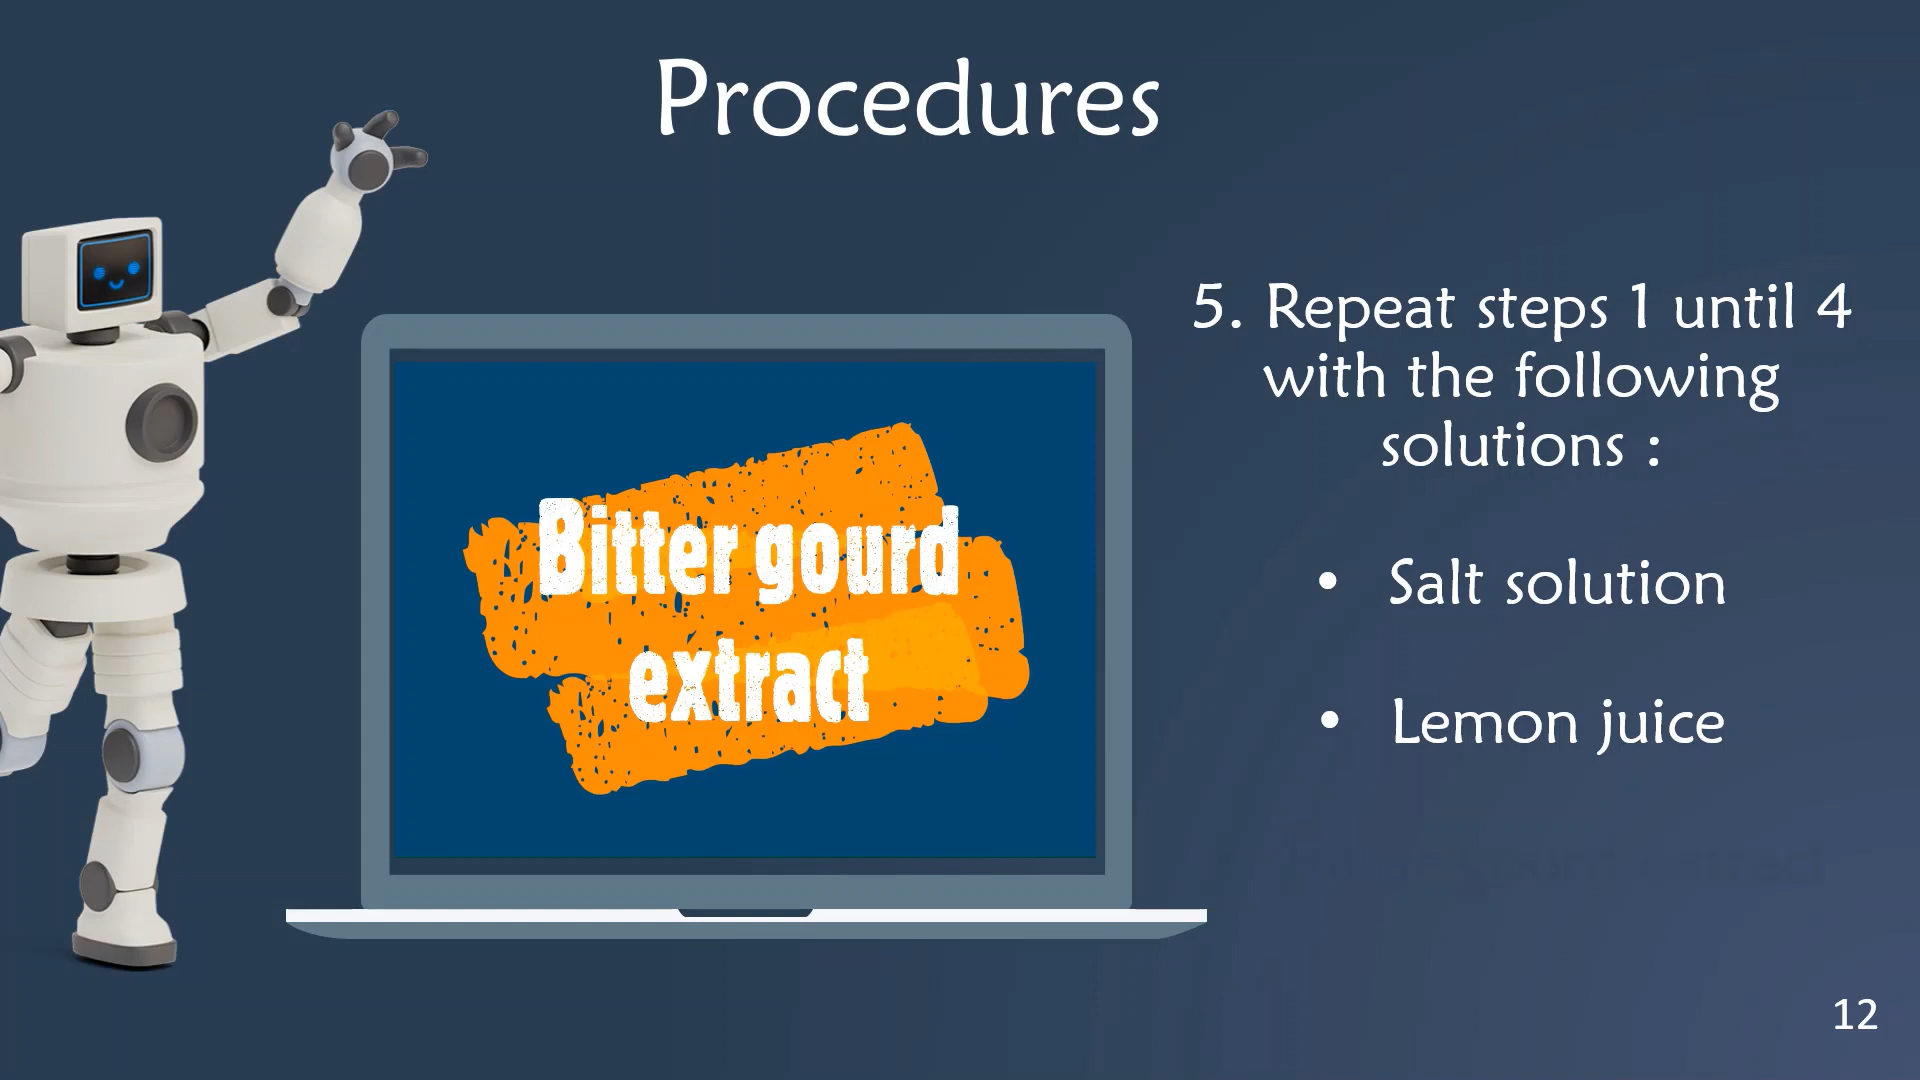 Procedures
5. Repeat steps 1 until 4
with the following
solutions :
• Salt solution
• Lemon juice
Bitter gourd
extract
12